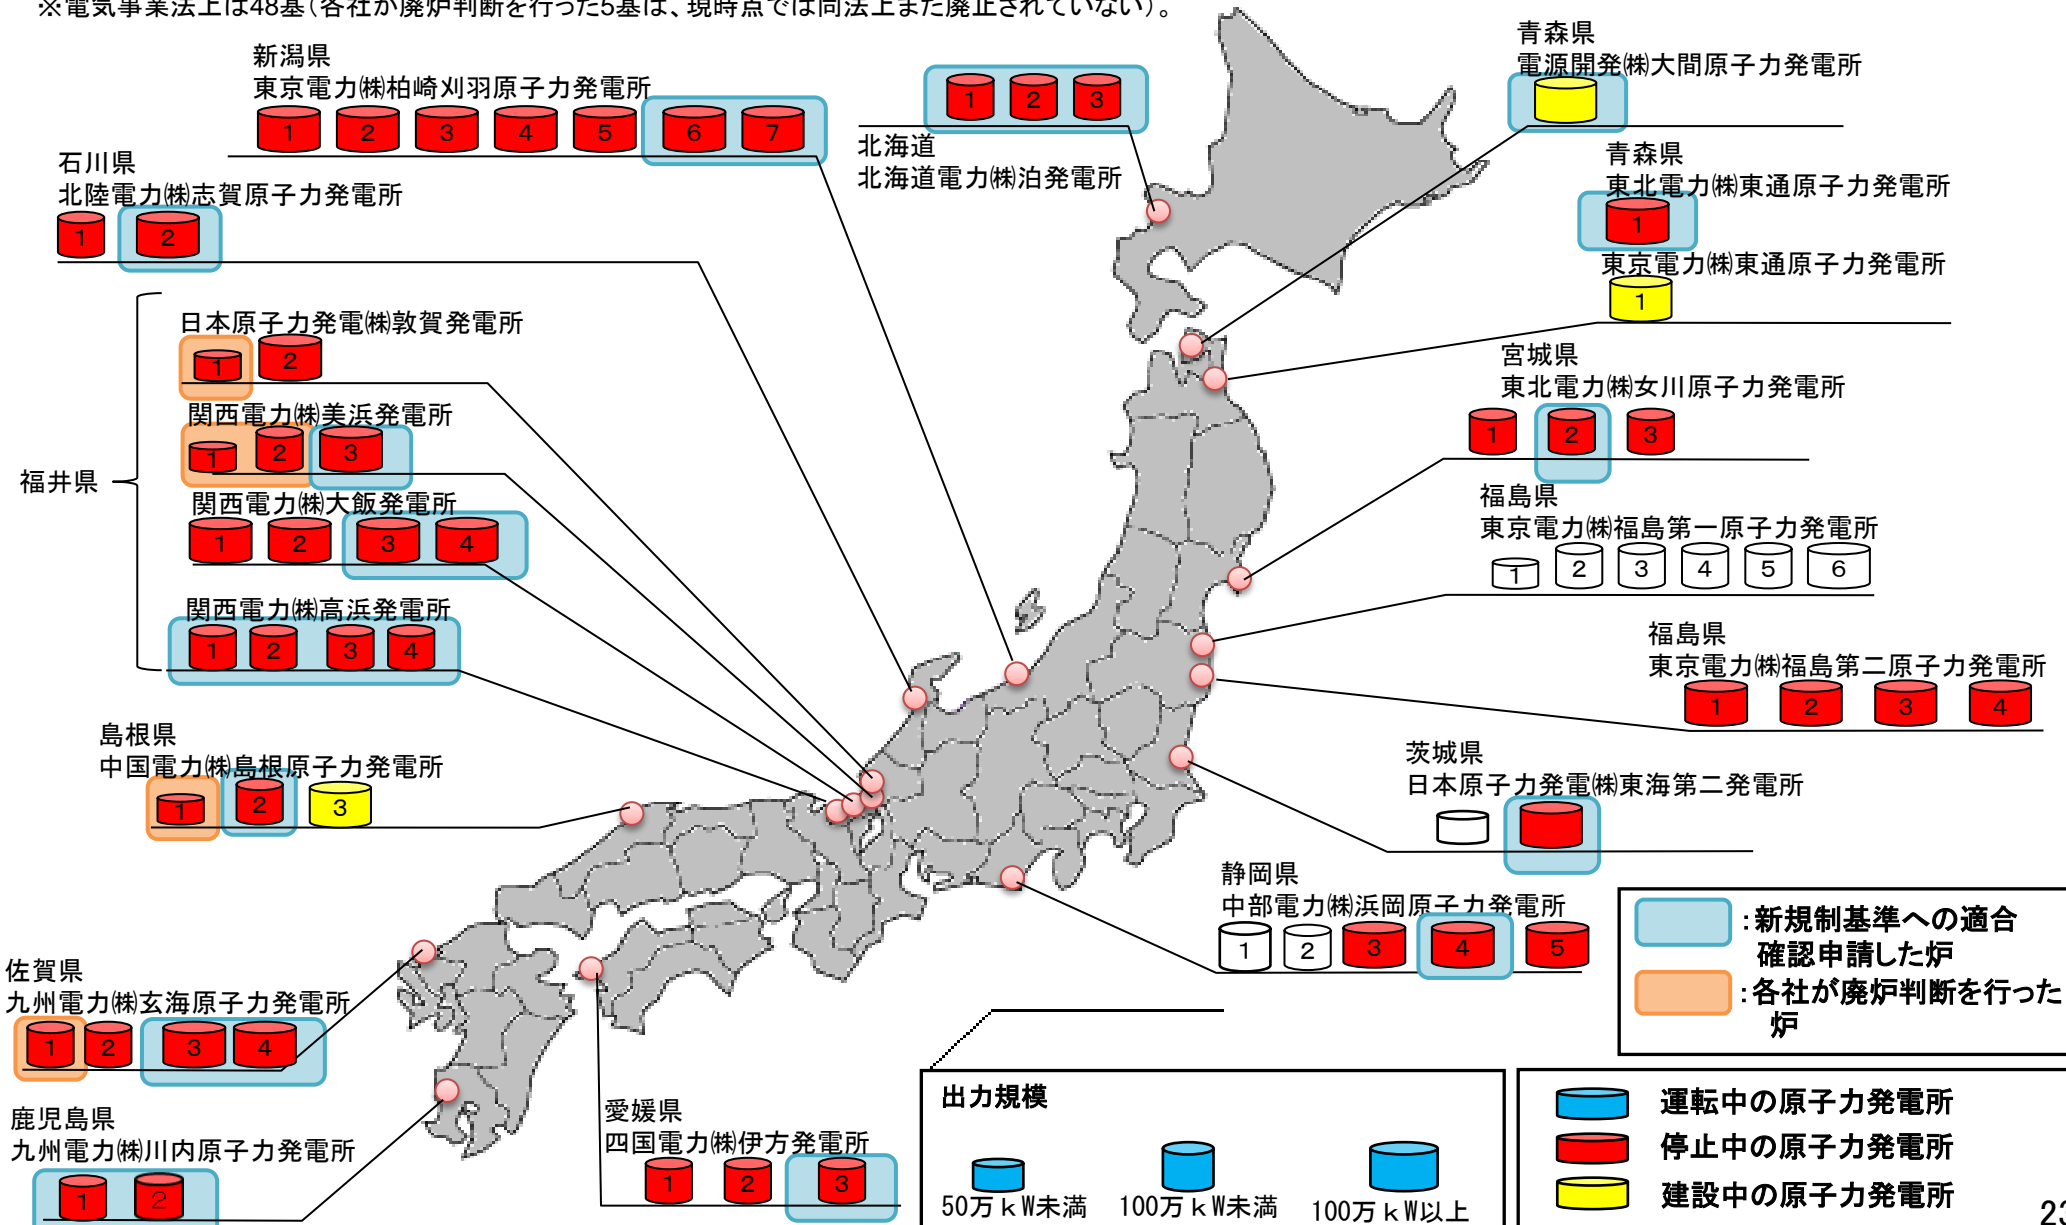 ※電気事業法上は48基（各社が廃炉判断を行った5基は、現時点では同法上まだ廃止されていない）。
新潟県
東京電力㈱柏崎刈羽原子力発電所
1 2 3 4 5 6 7
北海道
北海道電力㈱泊発電所
1 2 3
青森県
電源開発㈱大間原子力発電所
青森県
東北電力㈱東通原子力発電所
1
東京電力㈱東通原子力発電所
1
石川県
北陸電力㈱志賀原子力発電所
1 2
福井県
日本原子力発電㈱敦賀発電所
1 2
関西電力㈱美浜発電所
1 2 3
関西電力㈱大飯発電所
1 2 3 4
関西電力㈱高浜発電所
1 2 3 4
宮城県
東北電力㈱女川原子力発電所
1 2 3
福島県
東京電力㈱福島第一原子力発電所
1 2 3 4 5 6
福島県
東京電力㈱福島第二原子力発電所
1 2 3 4
島根県
中国電力㈱島根原子力発電所
1 2 3
茨城県
日本原子力発電㈱東海第二発電所
静岡県
中部電力㈱浜岡原子力発電所
1 2 3 4 5
佐賀県
九州電力㈱玄海原子力発電所
1 2 3 4
鹿児島県
九州電力㈱川内原子力発電所
1 2
愛媛県
四国電力㈱伊方発電所
1 2 3
：新規制基準への適合
確認申請した炉
：各社が廃炉判断を行った
炉
出力規模
50万ｋW未満 100万ｋW未満 100万ｋW以上
運転中の原子力発電所
停止中の原子力発電所
建設中の原子力発電所
23